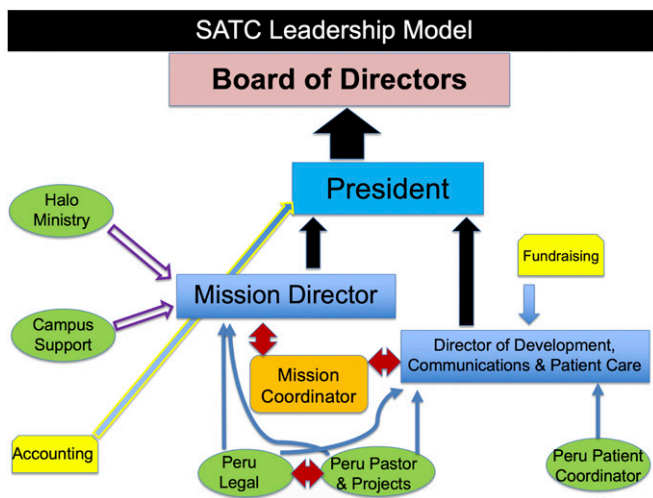 SATC Leadership Model
Board of Directors
President
Halo
Ministry
Fundraising
Mission Director
Campus
Support
Director of Development,
Communications & Patient Care
Mission
Coordinator
Accounting
Peru
Legal
Peru Pastor
& Projects
Peru Patient
Coordinator